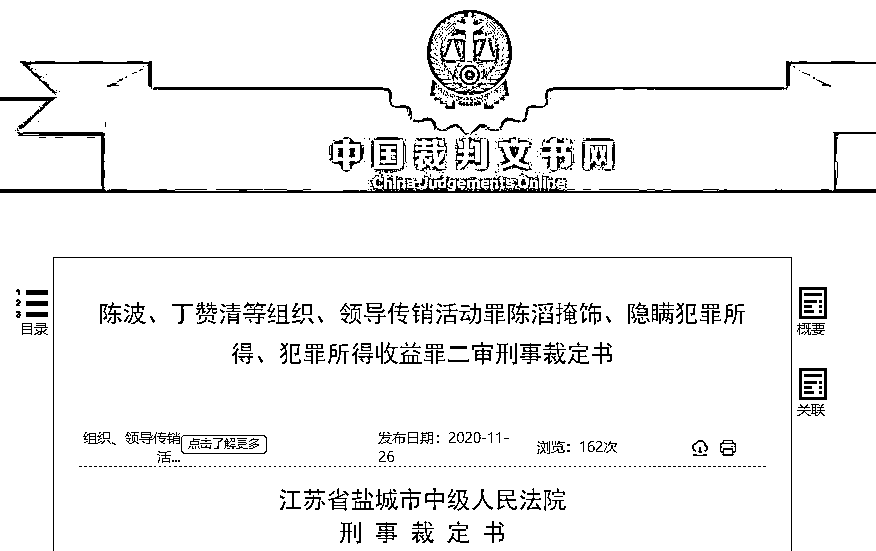 中国裁判文书网
China Judgements Online
1
2
3
目录
陈波、丁赞清等组织、领导传销活动罪陈滔掩饰、隐瞒犯罪所
得、犯罪所得收益罪二审刑事裁定书
概要
关联
组织、领导传销
活...
点击了解更多
发布日期：2020-11-
26
浏览：162次
江苏省盐城市中级人民法院
刑 事 裁 定 书